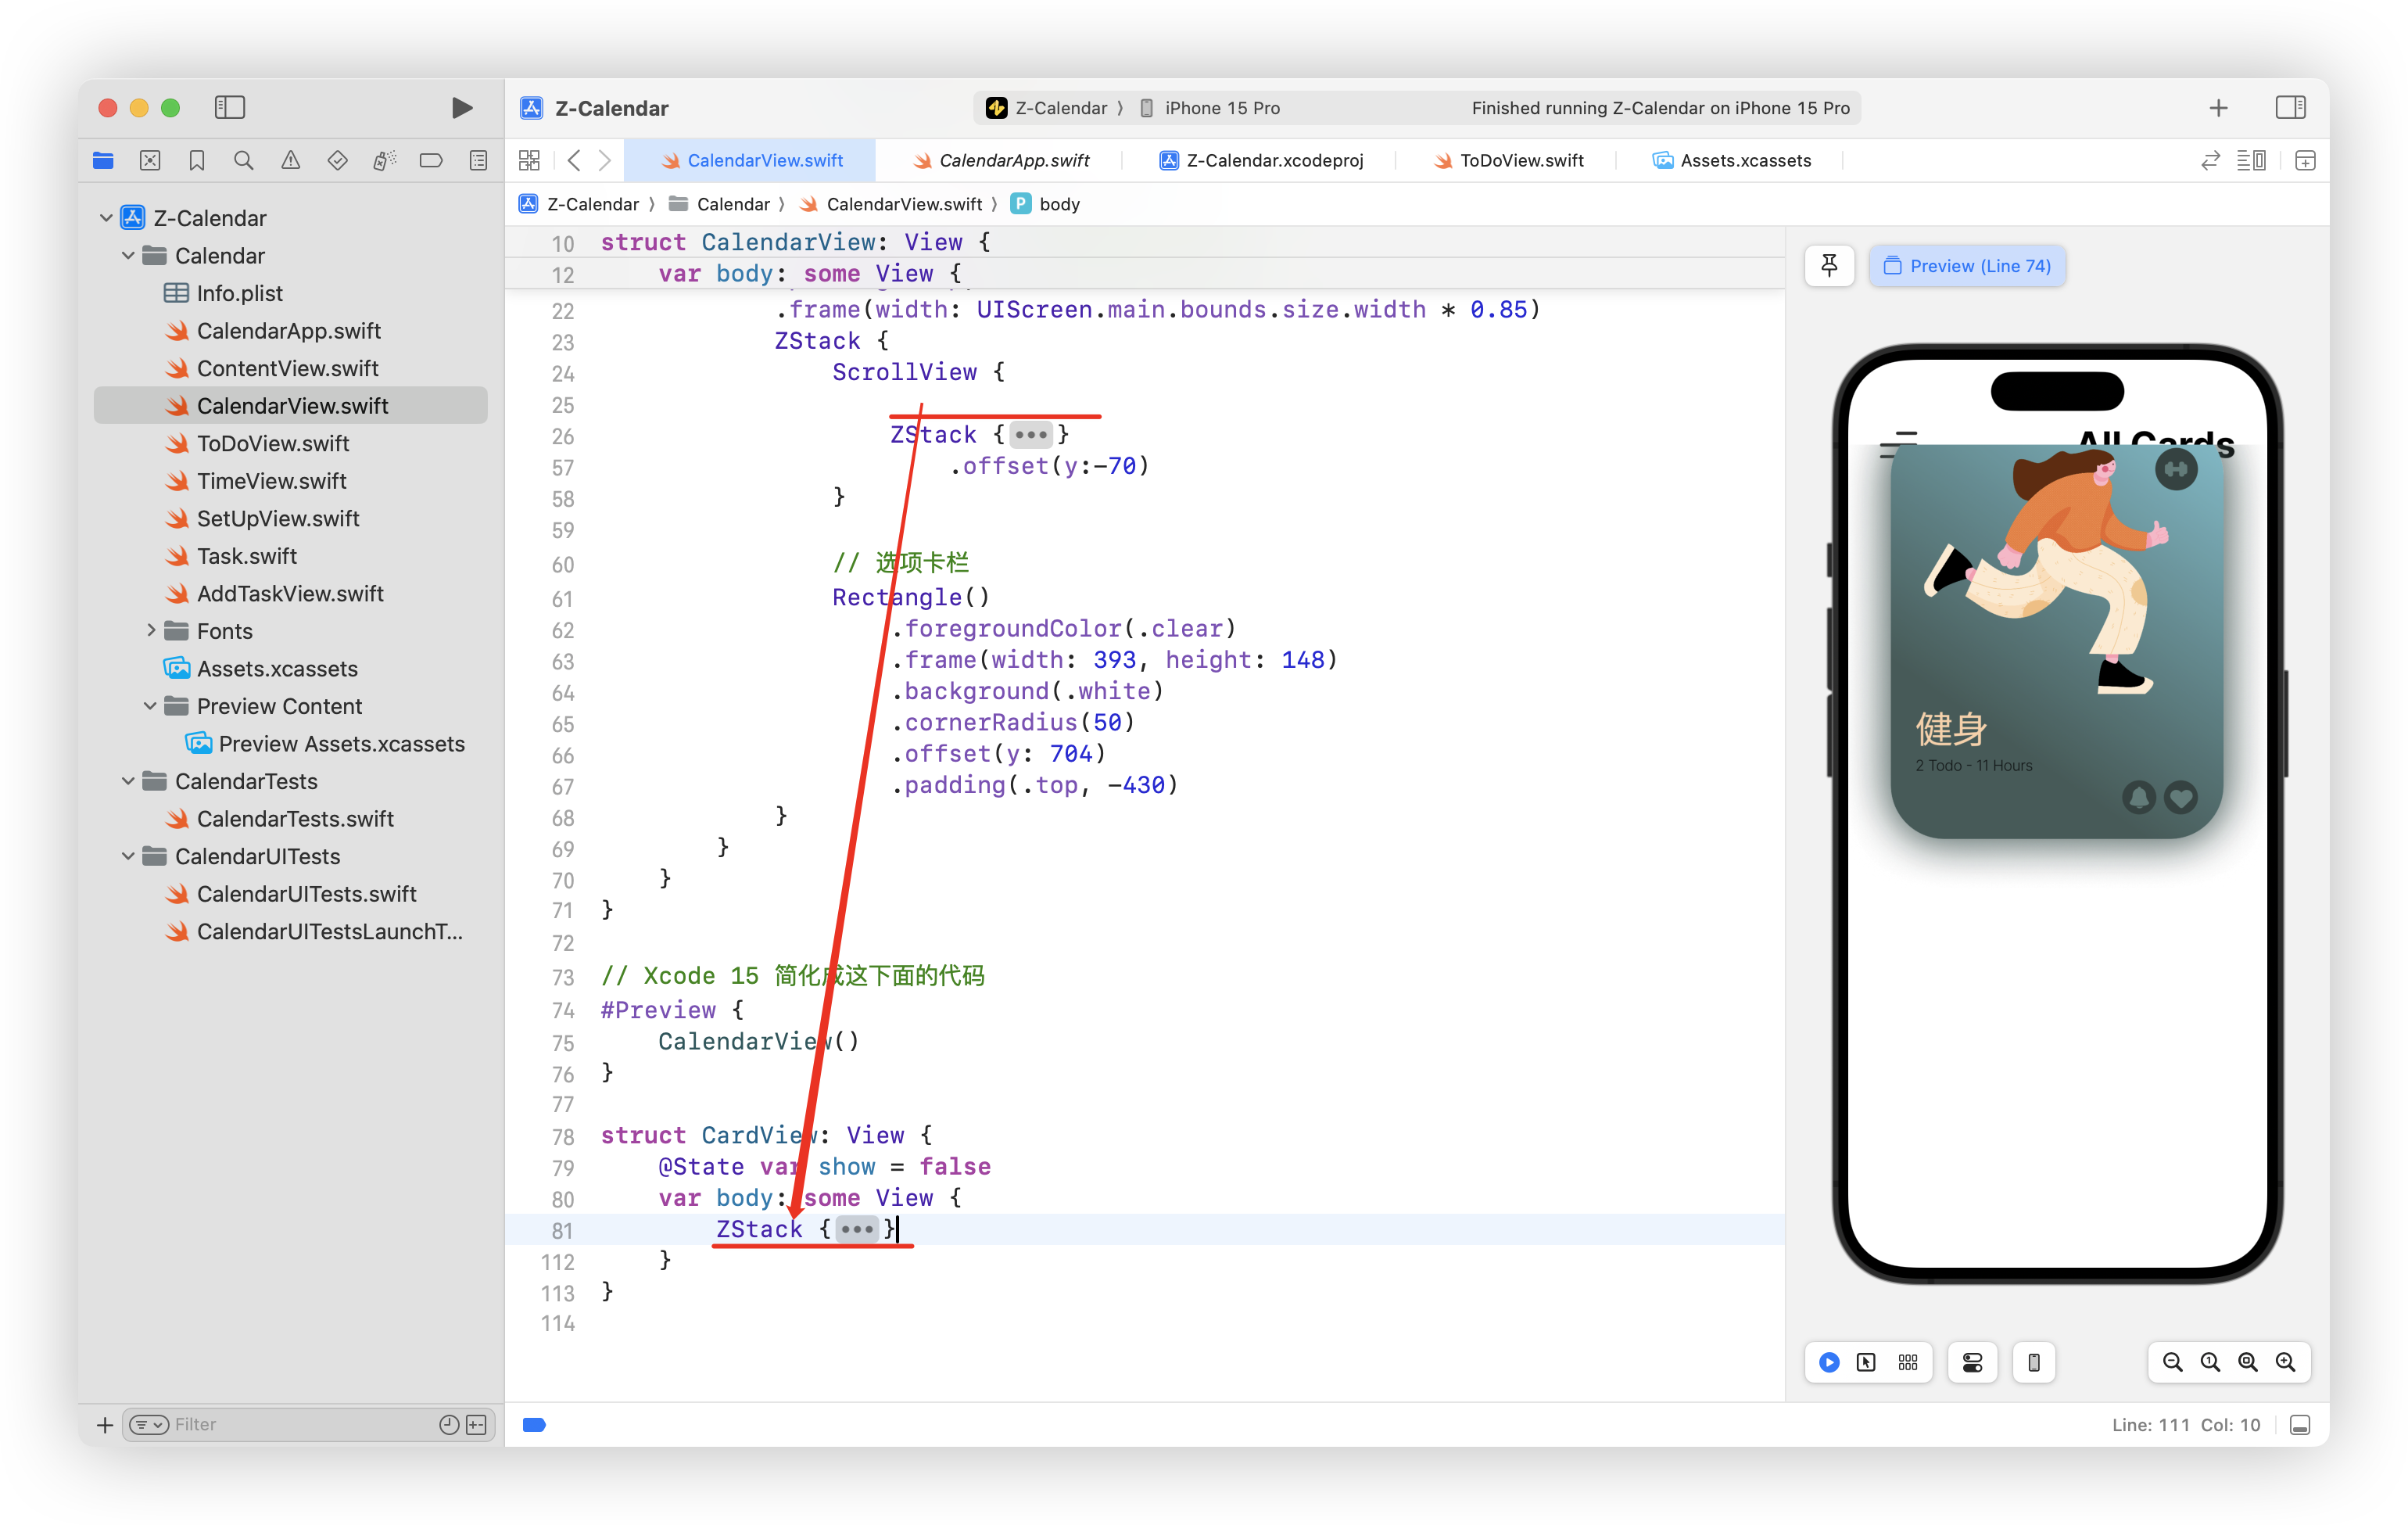 Z-Calendar
Z-Calendar 〉 iPhone 15 Pro
Finished running Z-Calendar on iPhone 15 Pro
CalendarView.swift
CalendarApp.swift
Z-Calendar.xcodeproj
ToDoView.swift
Assets.xcassets
Z-Calendar 〉 Calendar 〉 CalendarView.swift 〉 P body
Z-Calendar
Calendar
Info.plist
CalendarApp.swift
ContentView.swift
CalendarView.swift
ToDoView.swift
TimeView.swift
SetUpView.swift
Task.swift
AddTaskView.swift
Fonts
Assets.xcassets
Preview Content
Preview Assets.xcassets
CalendarTests
CalendarTests.swift
CalendarUITests
CalendarUITests.swift
CalendarUITestsLaunchT...
Filter
10 struct CalendarView: View {
12 var body: some View {
22 .frame(width: UIScreen.main.bounds.size.width * 0.85)
23 ZStack {
24 ScrollView {
25
26 ZStack {•••}
57 .offset(y:-70)
58 }
59
60 // 选项卡栏
61 Rectangle()
62 .foregroundColor(.clear)
63 .frame(width: 393, height: 148)
64 .background(.white)
65 .cornerRadius(50)
66 .offset(y: 704)
67 .padding(.top, -430)
68 }
69 }
70 }
71 }
72
73 // Xcode 15 简化成这下面的代码
74 #Preview {
75 CalendarView()
76 }
77
78 struct CardView: View {
79 @State var show = false
80 var body: some View {
81 ZStack {•••}
112 }
113 }
114
Preview (Line 74)
All Cards
健身
2 Todo - 11 Hours
Line: 111 Col: 10